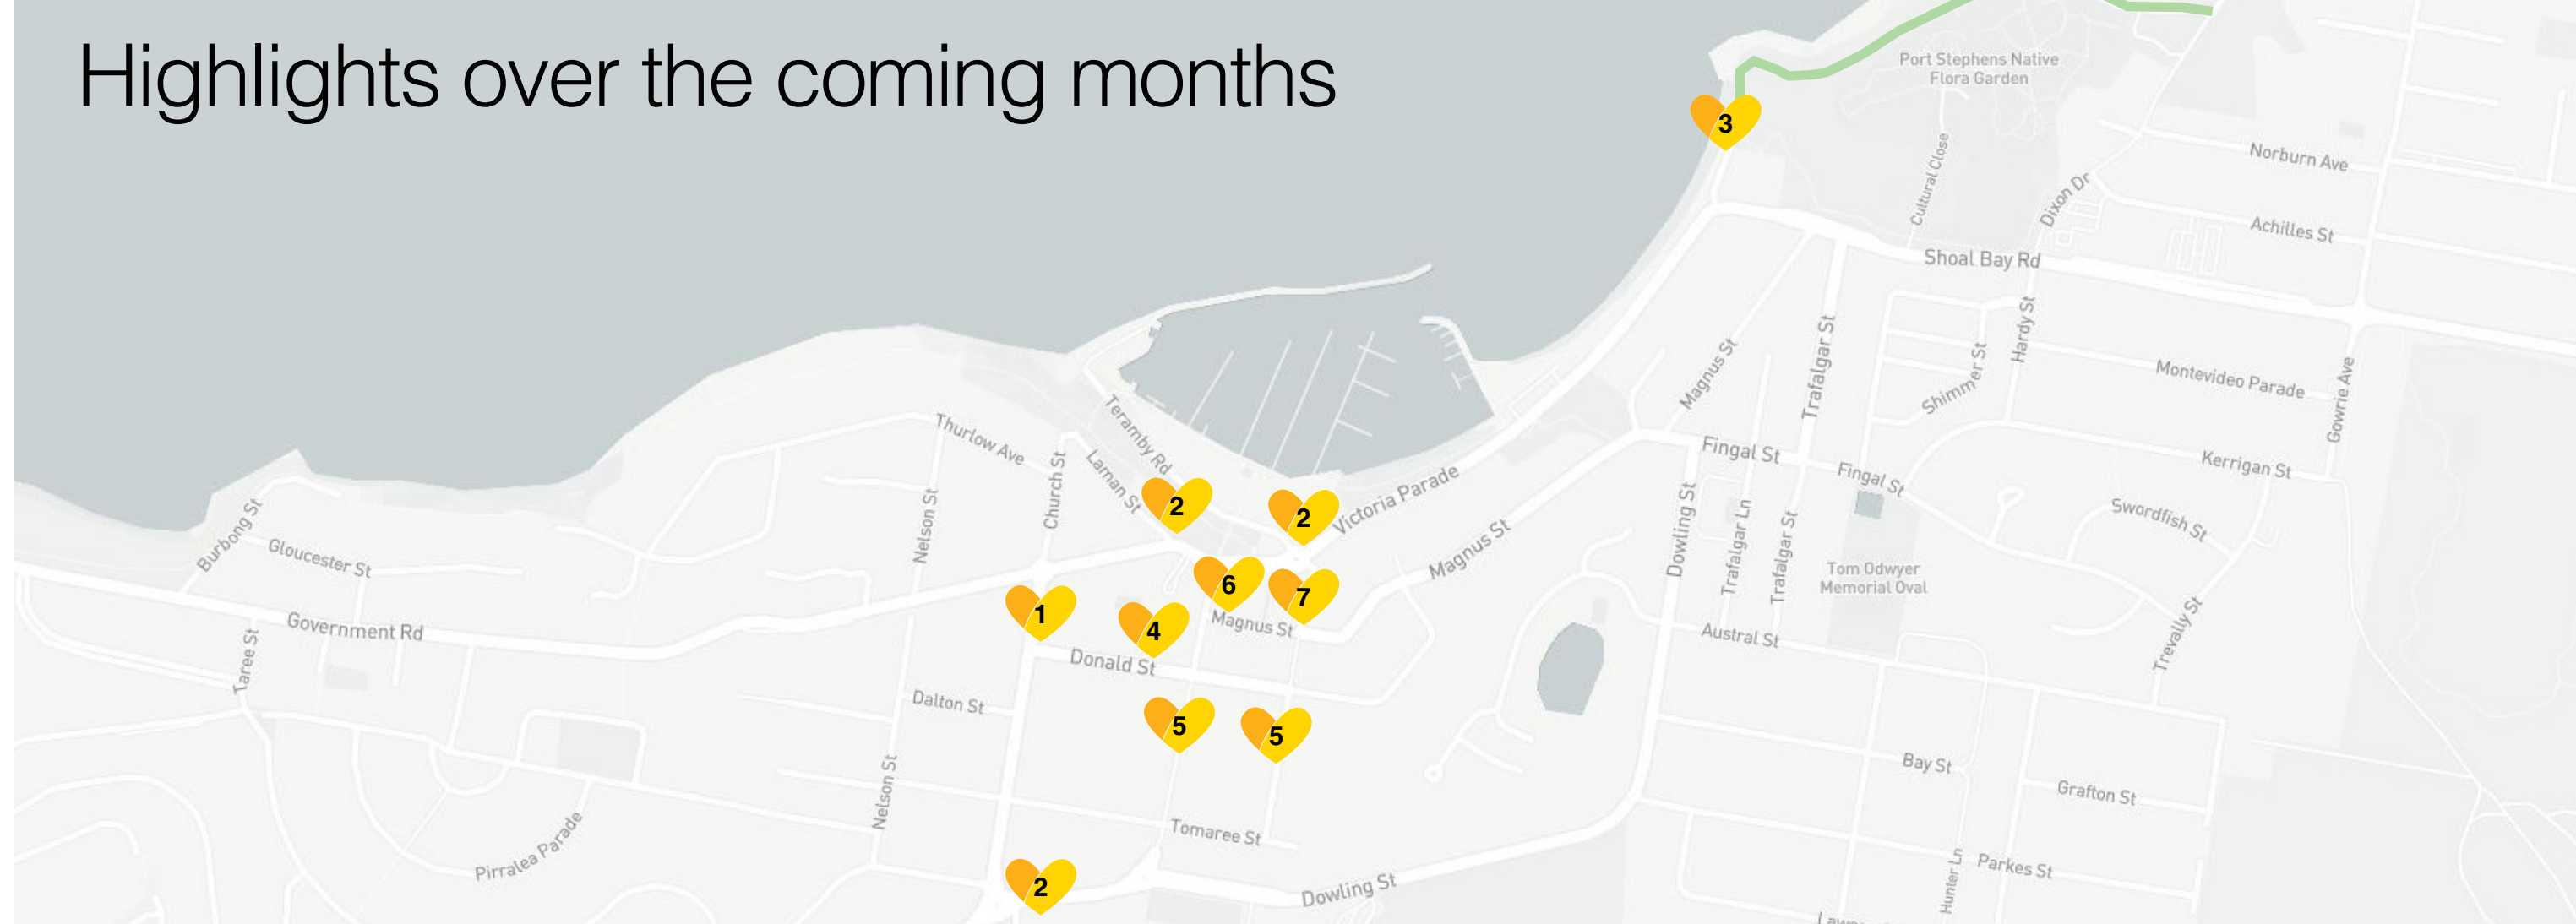 Highlights over the coming months
Port Stephens Native
Flora Garden
3
Norburn Ave
Cultural Close
Dixon Dr
Achilles St
Shoal Bay Rd
Hardy St
Trafalgar St
Magnus St
Shimmer St
Montevideo Parade
Gowrie Ave
Teramby Rd
Thurlow Ave
Church St
Laman St
Fingal St
Fingal St
Kerrigan St
Nelson St
2
2
Victoria Parade
Magnus St
Dowling St
Trafalgar Ln
Trafalgar St
Swordfish St
Burbong St
Gloucester St
Tom Odwyer
Memorial Oval
6
7
1
4
Magnus St
Government Rd
Taree St
Donald St
Austral St
Trevally St
Dalton St
5
5
Nelson St
Bay St
Grafton St
Tomaree St
Pirralea Parade
2
Dowling St
Hunter Ln
Parkes St